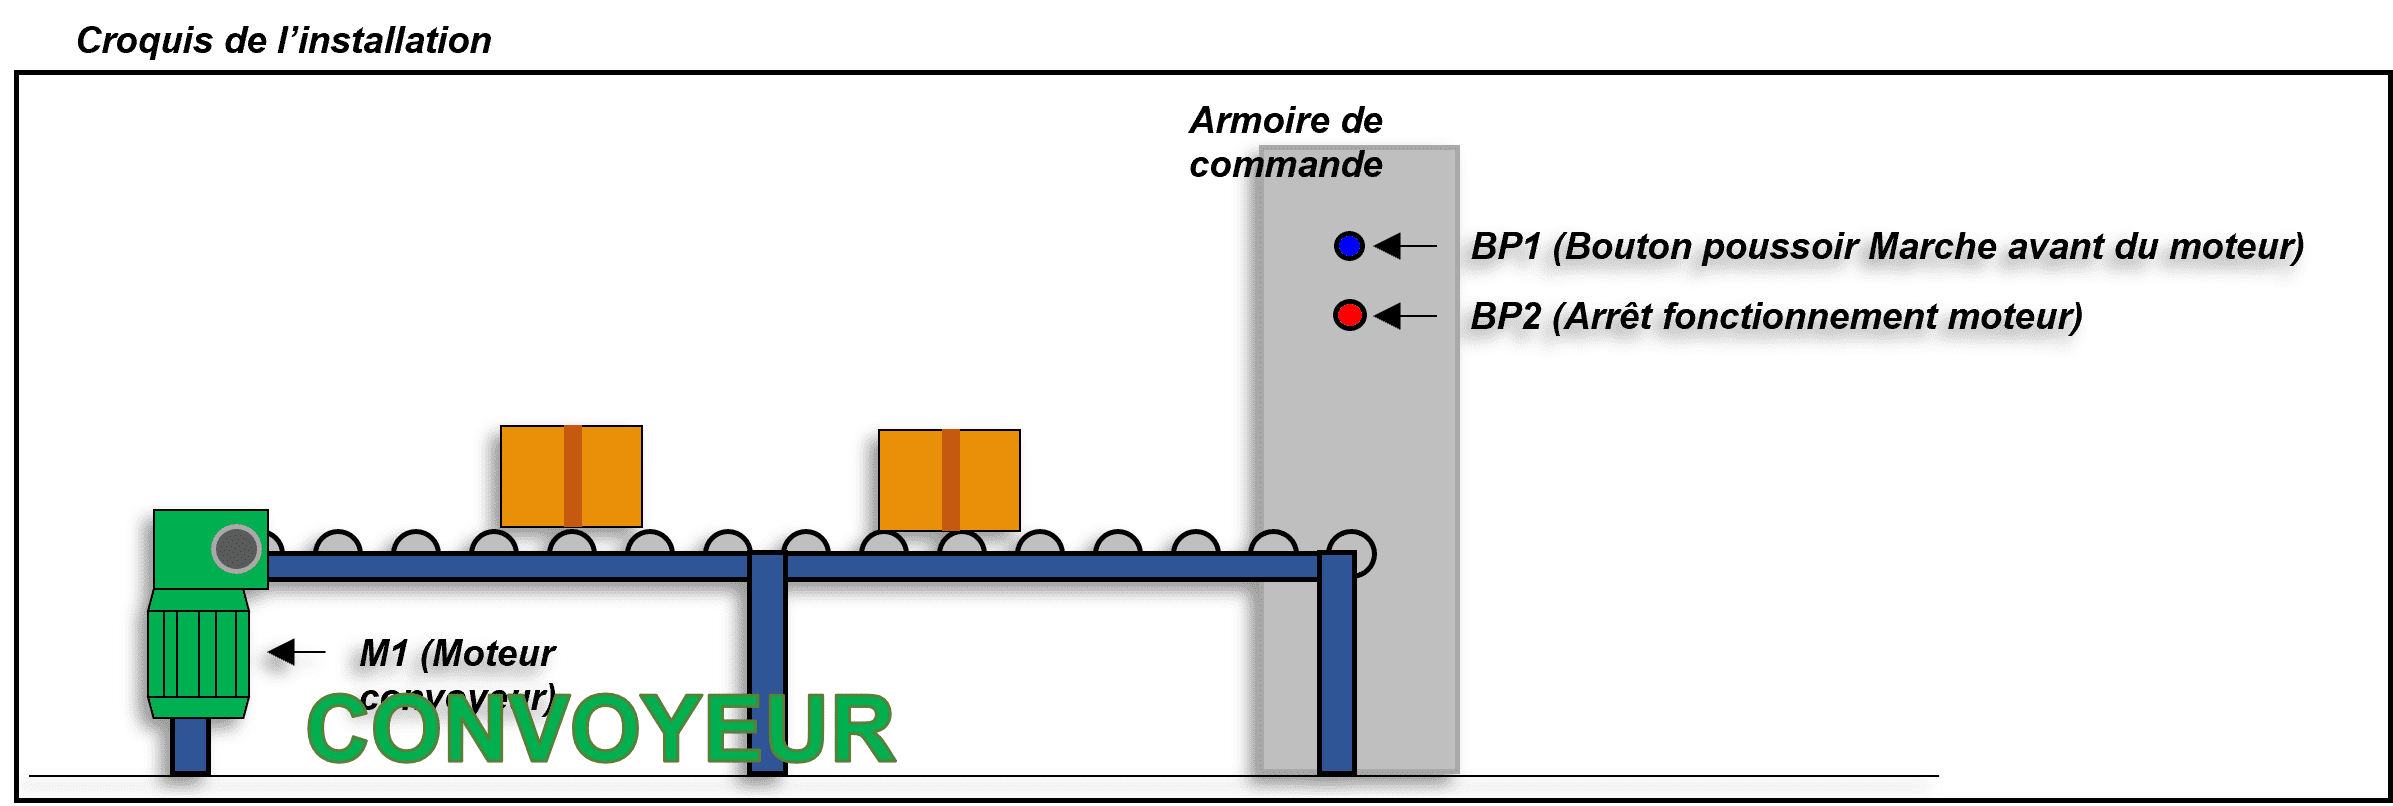 Croquis de l’installation
Armoire de
commande
BP1 (Bouton poussoir Marche avant du moteur)
BP2 (Arrêt fonctionnement moteur)
M1 (Moteur
convoyeur)
CONVOYEUR